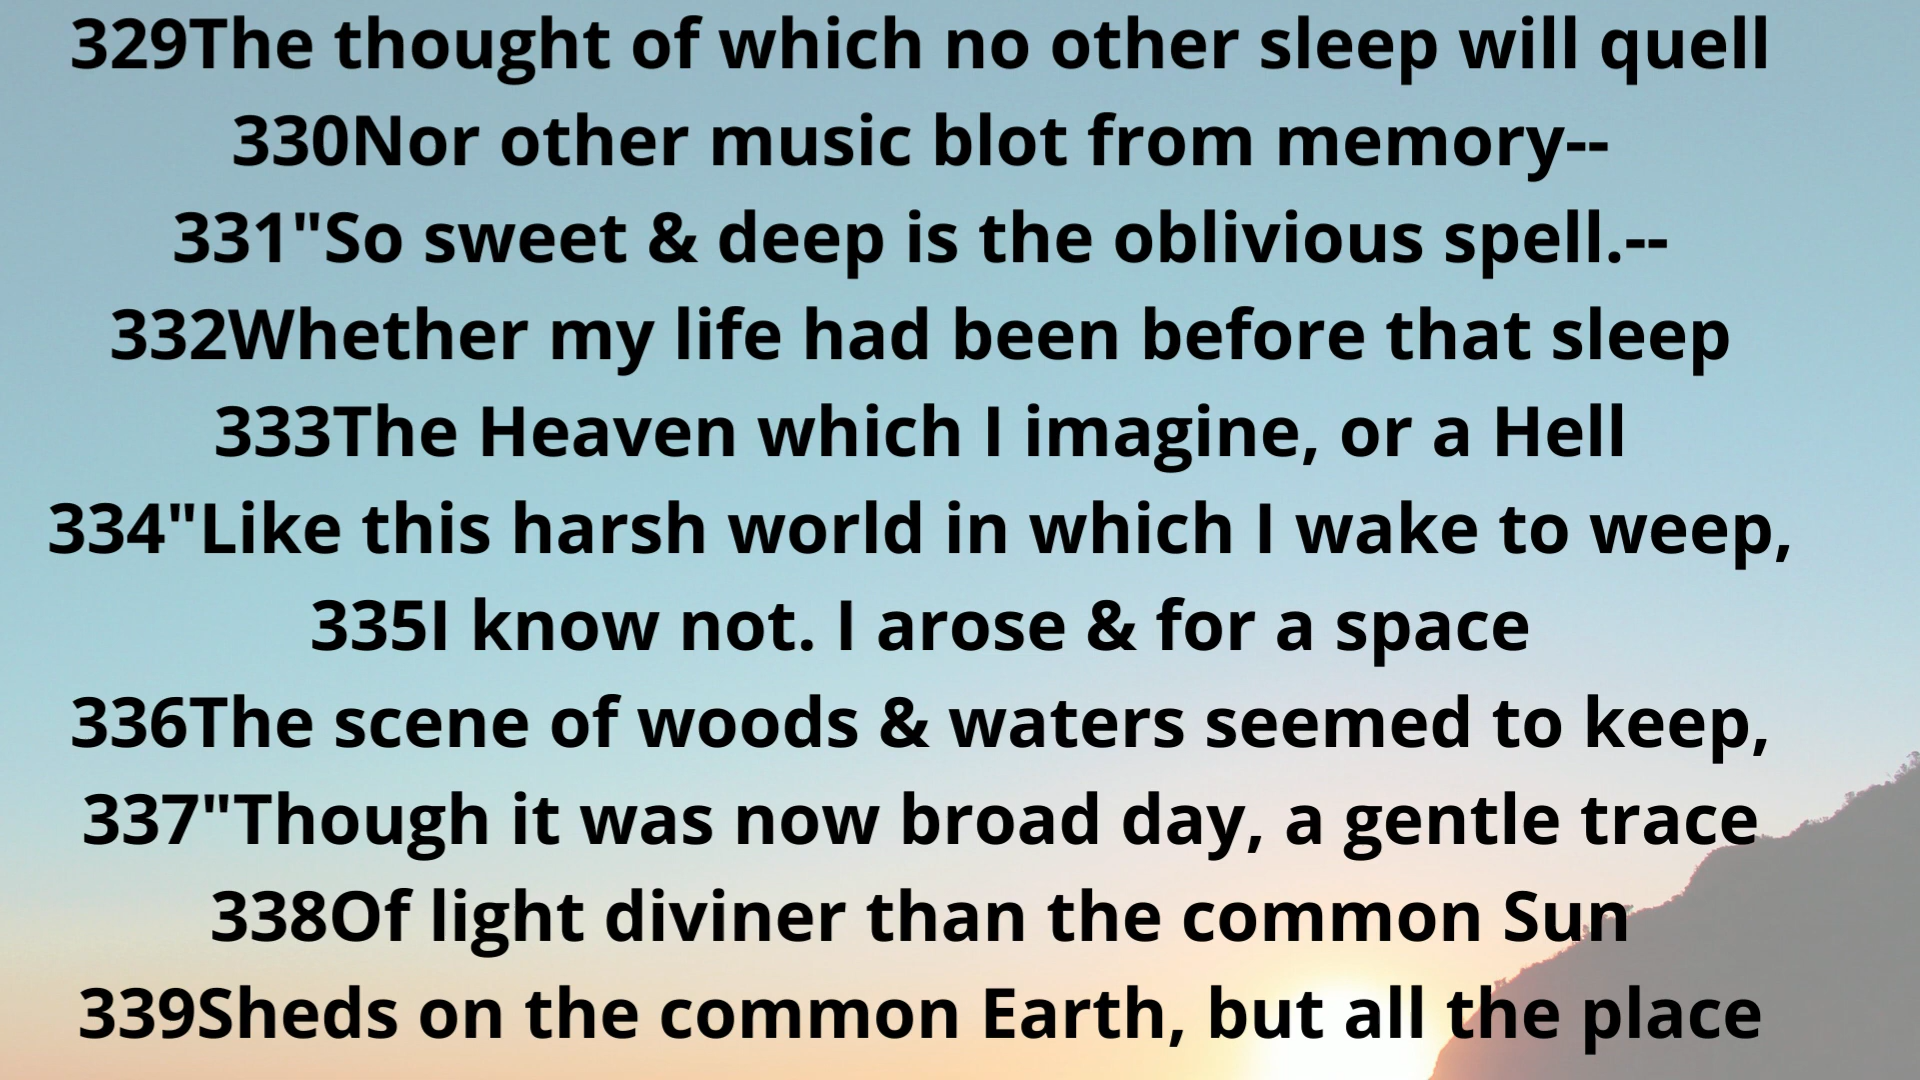 329The thought of which no other sleep will quell
330Nor other music blot from memory--
331"So sweet & deep is the oblivious spell.--
332Whether my life had been before that sleep
333The Heaven which I imagine, or a Hell
334"Like this harsh world in which I wake to weep,
335I know not. I arose & for a space
336The scene of woods & waters seemed to keep,
337"Though it was now broad day, a gentle trace
338Of light diviner than the common Sun
339Sheds on the common Earth, but all the place